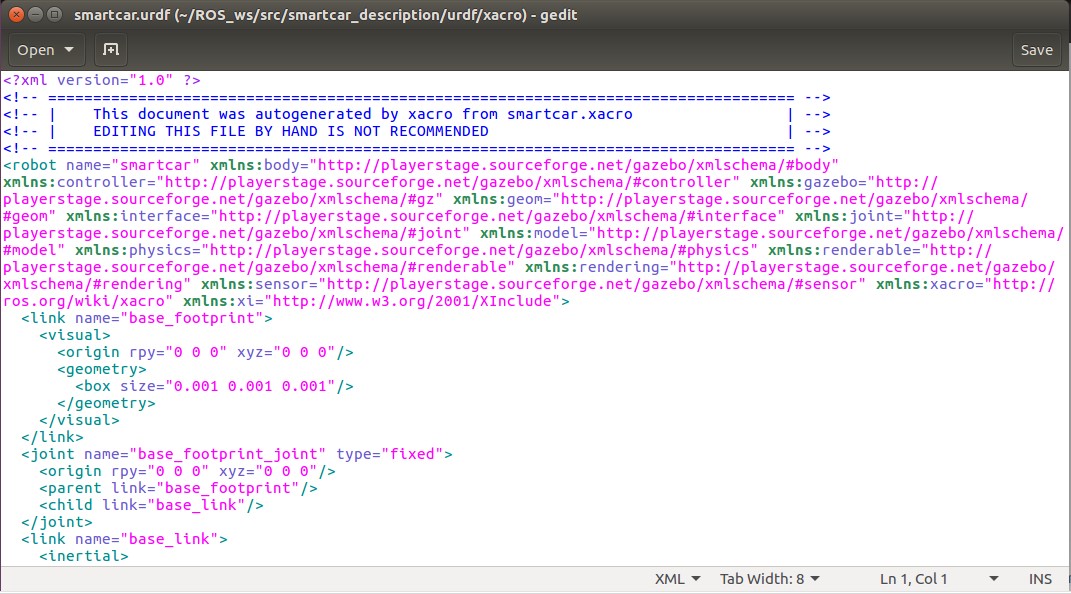 smartcar.urdf (~/ROS_ws/src/smartcar_description/urdf/xacro) - gedit
Open
Save
<?xml version="1.0" ?>
<!-- =================================================================================== -->
<!-- |    This document was autogenerated by xacro from smartcar.xacro                 | -->
<!-- |    EDITING THIS FILE BY HAND IS NOT RECOMMENDED                                 | -->
<!-- =================================================================================== -->
<robot name="smartcar" xmlns:body="http://playerstage.sourceforge.net/gazebo/xmlschema/#body"
xmlns:controller="http://playerstage.sourceforge.net/gazebo/xmlschema/#controller" xmlns:gazebo="http://
playerstage.sourceforge.net/gazebo/xmlschema/#gz" xmlns:geom="http://playerstage.sourceforge.net/gazebo/xmlschema/
#geom" xmlns:interface="http://playerstage.sourceforge.net/gazebo/xmlschema/#interface" xmlns:joint="http://
playerstage.sourceforge.net/gazebo/xmlschema/#joint" xmlns:model="http://playerstage.sourceforge.net/gazebo/xmlschema/
#model" xmlns:physics="http://playerstage.sourceforge.net/gazebo/xmlschema/#physics" xmlns:renderable="http://
playerstage.sourceforge.net/gazebo/xmlschema/#renderable" xmlns:rendering="http://playerstage.sourceforge.net/gazebo/
xmlschema/#rendering" xmlns:sensor="http://playerstage.sourceforge.net/gazebo/xmlschema/#sensor" xmlns:xacro="http://
ros.org/wiki/xacro" xmlns:xi="http://www.w3.org/2001/XInclude">
  <link name="base_footprint">
    <visual>
      <origin rpy="0 0 0" xyz="0 0 0"/>
      <geometry>
        <box size="0.001 0.001 0.001"/>
      </geometry>
    </visual>
  </link>
  <joint name="base_footprint_joint" type="fixed">
    <origin rpy="0 0 0" xyz="0 0 0"/>
    <parent link="base_footprint"/>
    <child link="base_link"/>
  </joint>
  <link name="base_link">
    <inertial>
XML Tab Width: 8 Ln 1, Col 1 INS